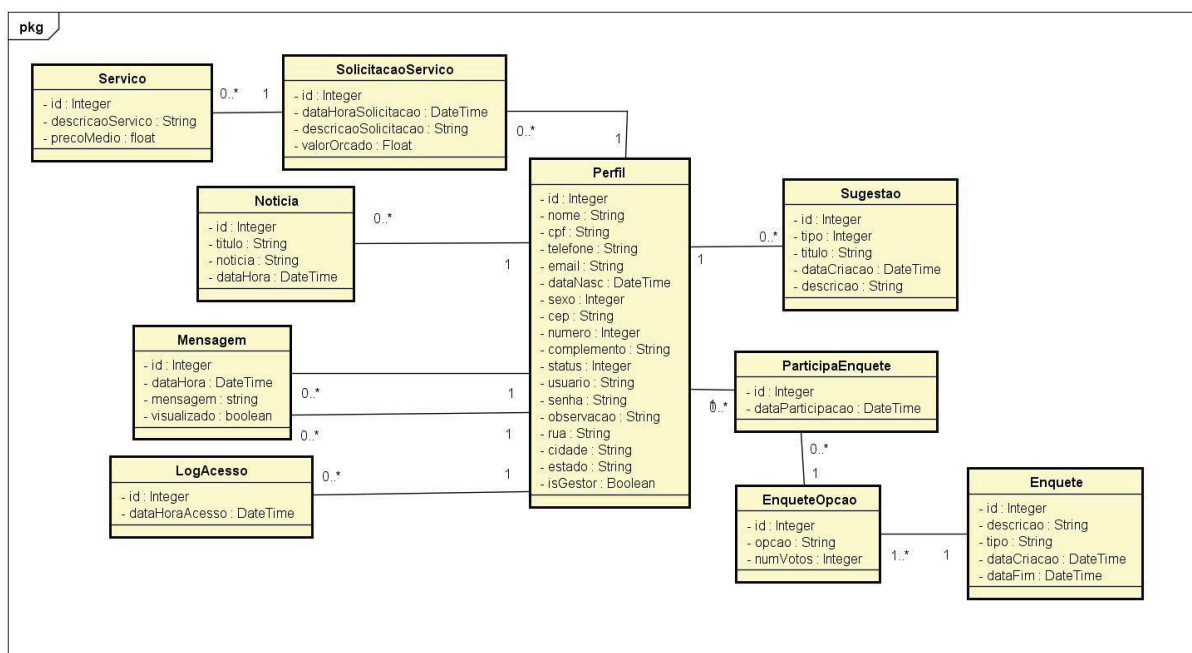 pkg
Servico
- id : Integer
- descricaoServico : String
- precoMedio : float
0..*
1
SolicitacaoServico
- id : Integer
- dataHoraSolicitacao : DateTime
- descricaoSolicitacao : String
- valorOrcado : Float
0..*
1
Noticia
- id : Integer
- titulo : String
- noticia : String
- dataHora : DateTime
0..*
1
Perfil
- id : Integer
- nome : String
- cpf : String
- telefone : String
- email : String
- dataNasc : DateTime
- sexo : Integer
- cep : String
- numero : Integer
- complemento : String
- status : Integer
- usuario : String
- senha : String
- observacao : String
- rua : String
- cidade : String
- estado : String
- isGestor : Boolean
Sugestao
- id : Integer
- tipo : Integer
- titulo : String
- dataCriacao : DateTime
- descricao : String
0..*
1
Mensagem
- id : Integer
- dataHora : DateTime
- mensagem : string
- visualizado : boolean
0..*
1
0..*
1
LogAcesso
- id : Integer
- dataHoraAcesso : DateTime
0..*
1
ParticipaEnquete
- id : Integer
- dataParticipacao : DateTime
1
0..*
0..*
1
EnqueteOpcao
- id : Integer
- opcao : String
- numVotos : Integer
1..*
1
Enquete
- id : Integer
- descricao : String
- tipo : String
- dataCriacao : DateTime
- dataFim : DateTime